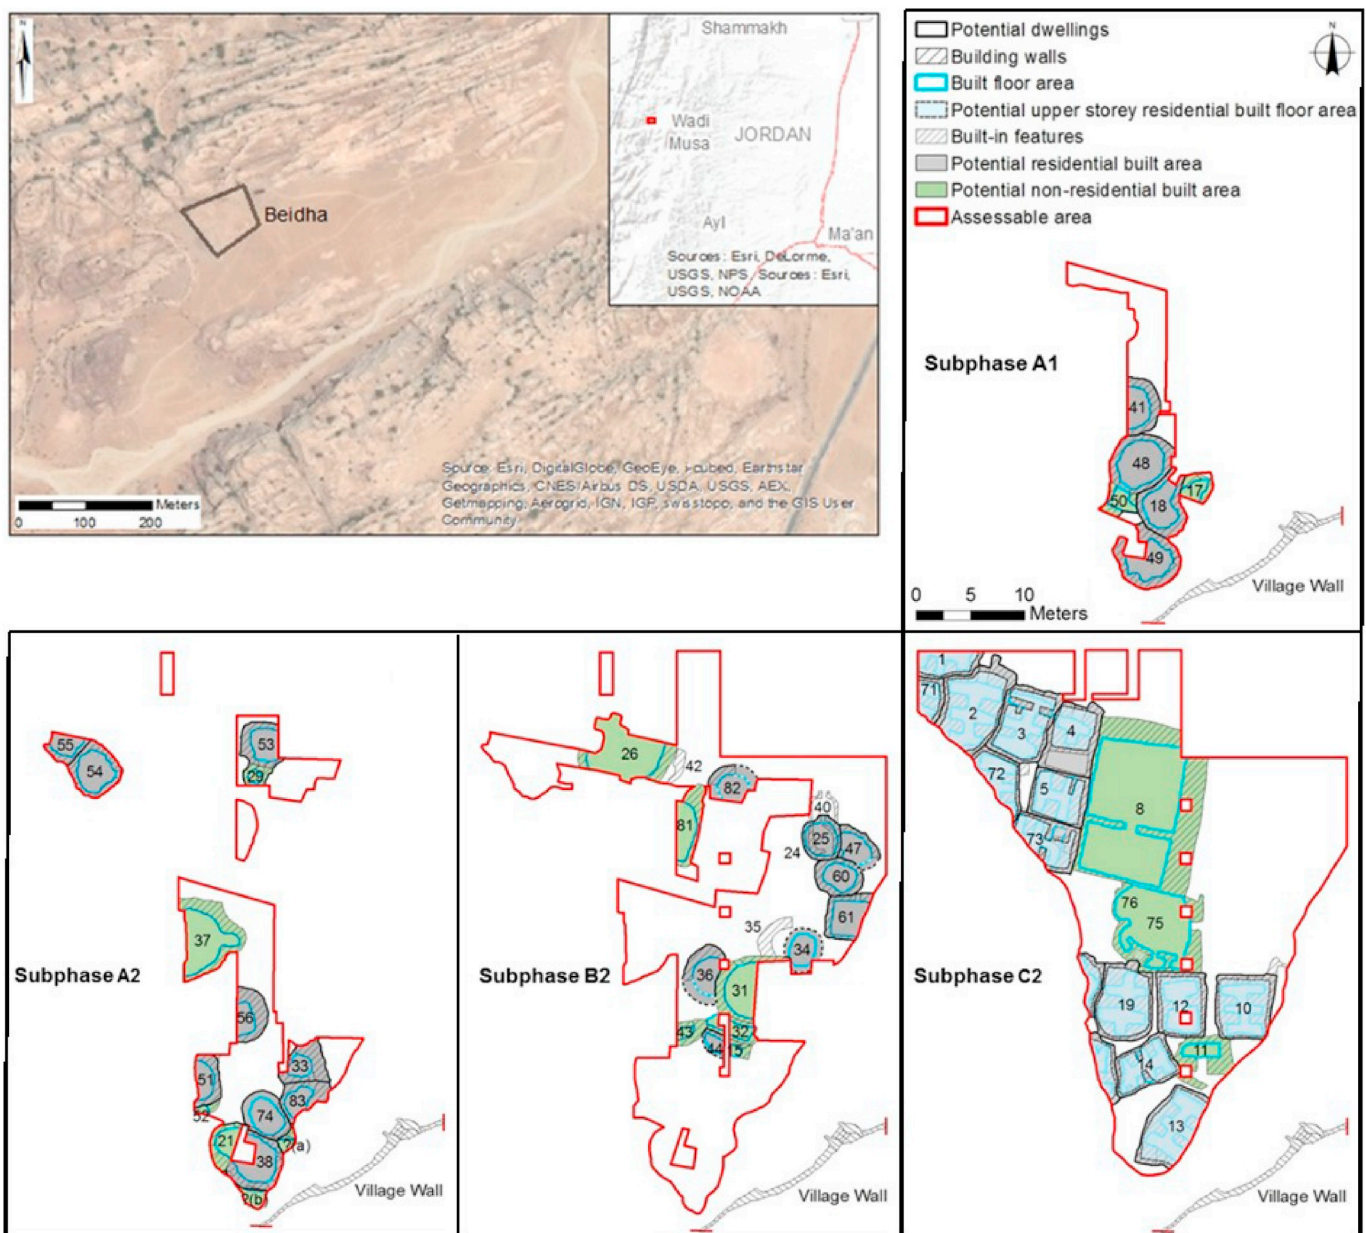 N
Shammakh
Wadi
Musa
JORDAN
Ayl
Ma'an
Sources: Esri, DeLorme,
USGS, NPS, Sources: Esri,
USGS, NOAA
Beidha
Source: Esri, DigitalGlobe, GeoEye, i-cubed, Earthstar
Geographics, CNES/Airbus DS, USDA, USGS, AEX,
Getmapping, Aerogrid, IGN, IGP, swisstopo, and the GIS User
Community
Meters
0 100 200
Potential dwellings
Building walls
Built floor area
Potential upper storey residential built floor area
Built-in features
Potential residential built area
Potential non-residential built area
Assessable area
N
Subphase A1
41
48
50
18
17
49
Village Wall
0 5 10
Meters
55
54
53
29
37
Subphase A2
56
51
33
83
52
74
21
?(a)
38
?(b)
Village Wall
26
42
82
81
40
25
47
24
60
61
35
34
Subphase B2
36
31
43
32
44
15
Village Wall
1
71
2
3
4
72
5
8
73
76
75
Subphase C2
19
12
10
11
14
13
Village Wall